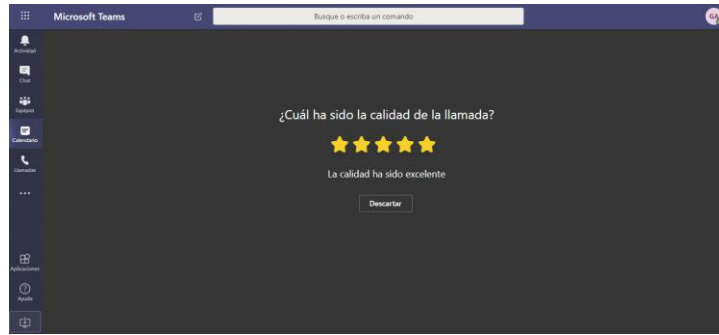 Microsoft Teams
Busque o escriba un comando
GA
Actividad
Chat
Equipos
Calendario
Llamadas
¿Cuál ha sido la calidad de la llamada?
La calidad ha sido excelente
Descartar
Aplicaciones
Ayuda